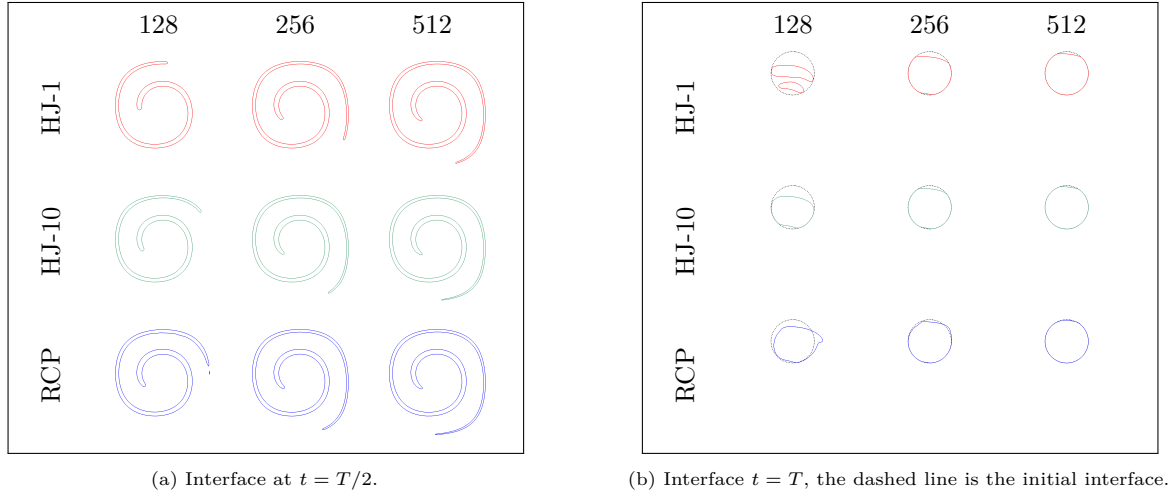 128 256 512
HJ-1
HJ-10
RCP
(a) Interface at t = T/2.
128 256 512
HJ-1
HJ-10
RCP
(b) Interface t = T, the dashed line is the initial interface.